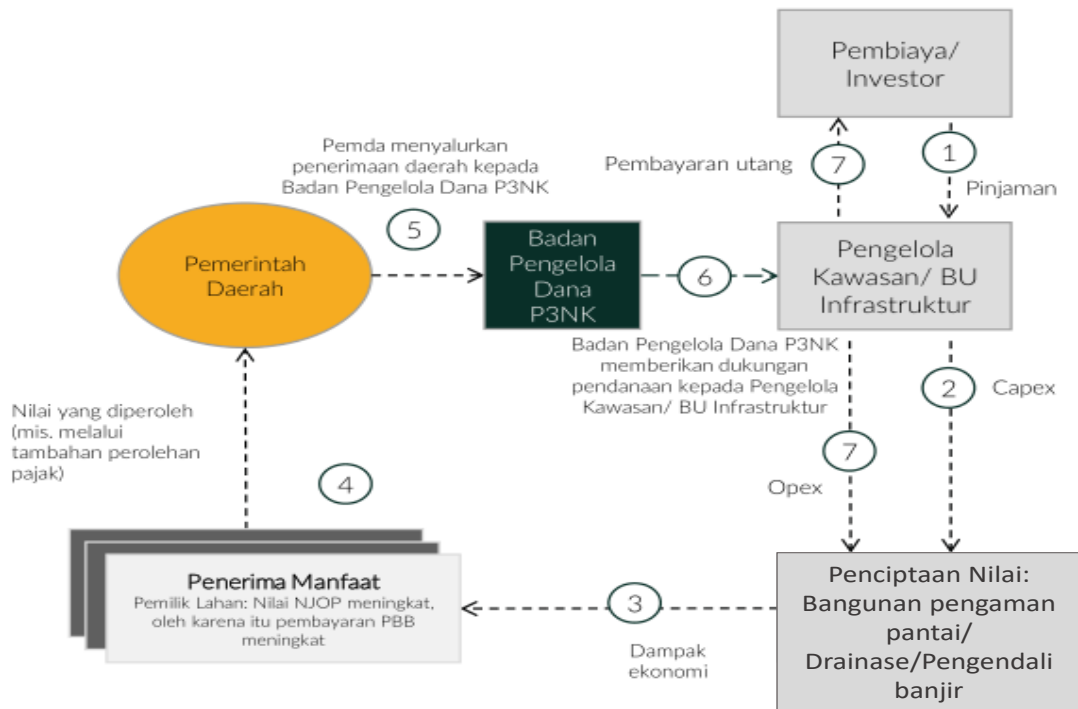 Pembiaya/
Investor
Pemda menyalurkan
penerimaan daerah kepada
Badan Pengelola Dana P3NK
Pembayaran utang
7
1
Pinjaman
5
Pemerintah
Daerah
Badan
Pengelola
Dana
P3NK
6
Pengelola
Kawasan/ BU
Infrastruktur
Badan Pengelola Dana P3NK
memberikan dukungan
pendanaan kepada Pengelola
Kawasan/ BU Infrastruktur
2
Capex
Nilai yang diperoleh
(mis. melalui
tambahan perolehan
pajak)
4
7
Opex
Penerima Manfaat
Pemilik Lahan: Nilai NJOP meningkat,
oleh karena itu pembayaran PBB
meningkat
3
Dampak
ekonomi
Penciptaan Nilai:
Bangunan pengaman
pantai/
Drainase/Pengendali
banjir